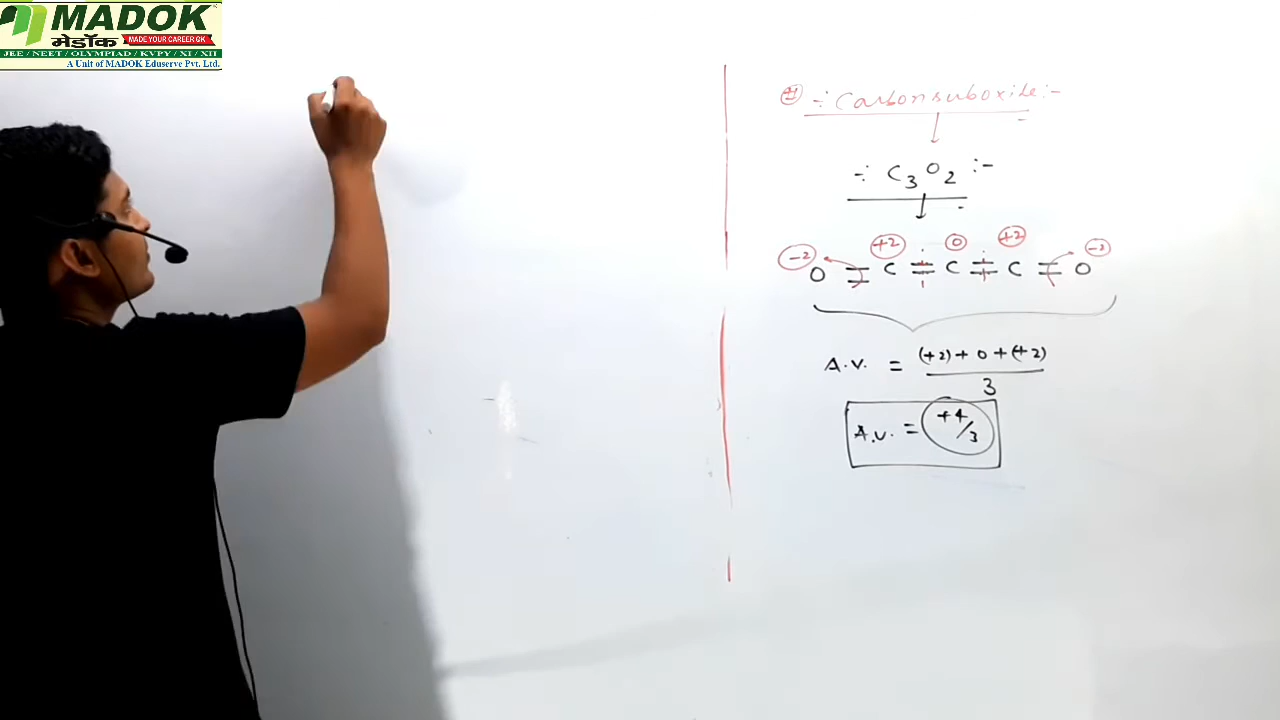 MADOK
मेडॉक MADE YOUR CAREER GK
JEE / NEET / OLYMPIAD / KVPY / XI / XII
A Unit of MADOK Eduserve Pvt. Ltd.
÷ Carbonsuboxide :-
÷ C3O2 :-
-2 +2 0 +2 -2
O = C = C = C = O
A.V. = (+2) + 0 + (+2) / 3
A.V. = +4/3